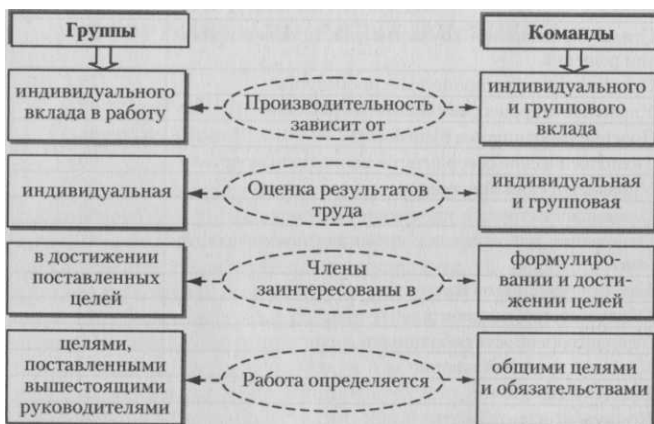 Группы
Команды
индивидуального
вклада в работу
Производительность
зависит от
индивидуального
и группового
вклада
индивидуальная
Оценка результатов
труда
индивидуальная
и групповая
в достижении
поставленных
целей
Члены
заинтересованы в
формулиро-
вании и дости-
жении целей
целями,
поставленными
вышестоящими
руководителями
Работа определяется
общими целями
и обязательствами